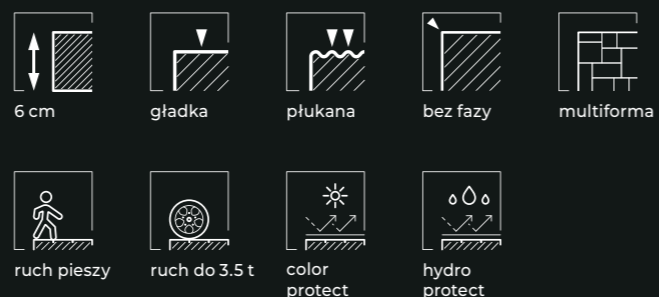 6 cm
gładka
płukana
bez fazy
multiforma
ruch pieszy
ruch do 3.5 t
color
protect
hydro
protect